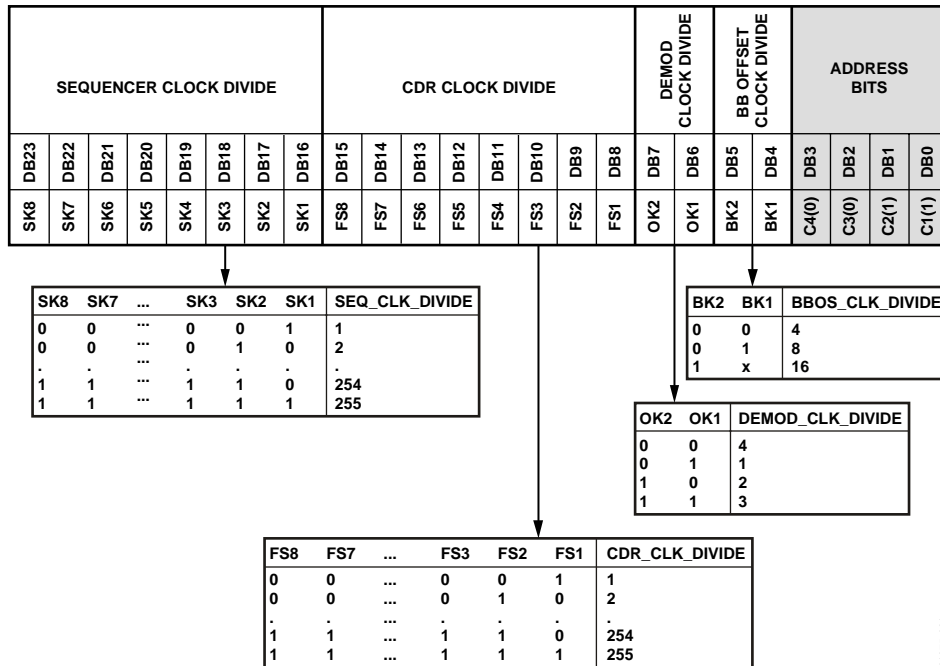 SEQUENCER CLOCK DIVIDE
CDR CLOCK DIVIDE
DEMOD
CLOCK DIVIDE
BB OFFSET
CLOCK DIVIDE
ADDRESS
BITS
DB23 DB22 DB21 DB20 DB19 DB18 DB17 DB16 DB15 DB14 DB13 DB12 DB11 DB10 DB9 DB8 DB7 DB6 DB5 DB4 DB3 DB2 DB1 DB0
SK8 SK7 SK6 SK5 SK4 SK3 SK2 SK1 FS8 FS7 FS6 FS5 FS4 FS3 FS2 FS1 OK2 OK1 BK2 BK1 C4(0) C3(0) C2(1) C1(1)
SK8 SK7 ... SK3 SK2 SK1 SEQ_CLK_DIVIDE
0 0 ... 0 0 1 1
0 0 ... 0 1 0 2
. . ... . . . .
1 1 ... 1 1 0 254
1 1 ... 1 1 1 255
BK2 BK1 BBOS_CLK_DIVIDE
0 0 4
0 1 8
1 x 16
OK2 OK1 DEMOD_CLK_DIVIDE
0 0 4
0 1 1
1 0 2
1 1 3
FS8 FS7 ... FS3 FS2 FS1 CDR_CLK_DIVIDE
0 0 ... 0 0 1 1
0 0 ... 0 1 0 2
. . ... . . . .
1 1 ... 1 1 0 254
1 1 ... 1 1 1 255